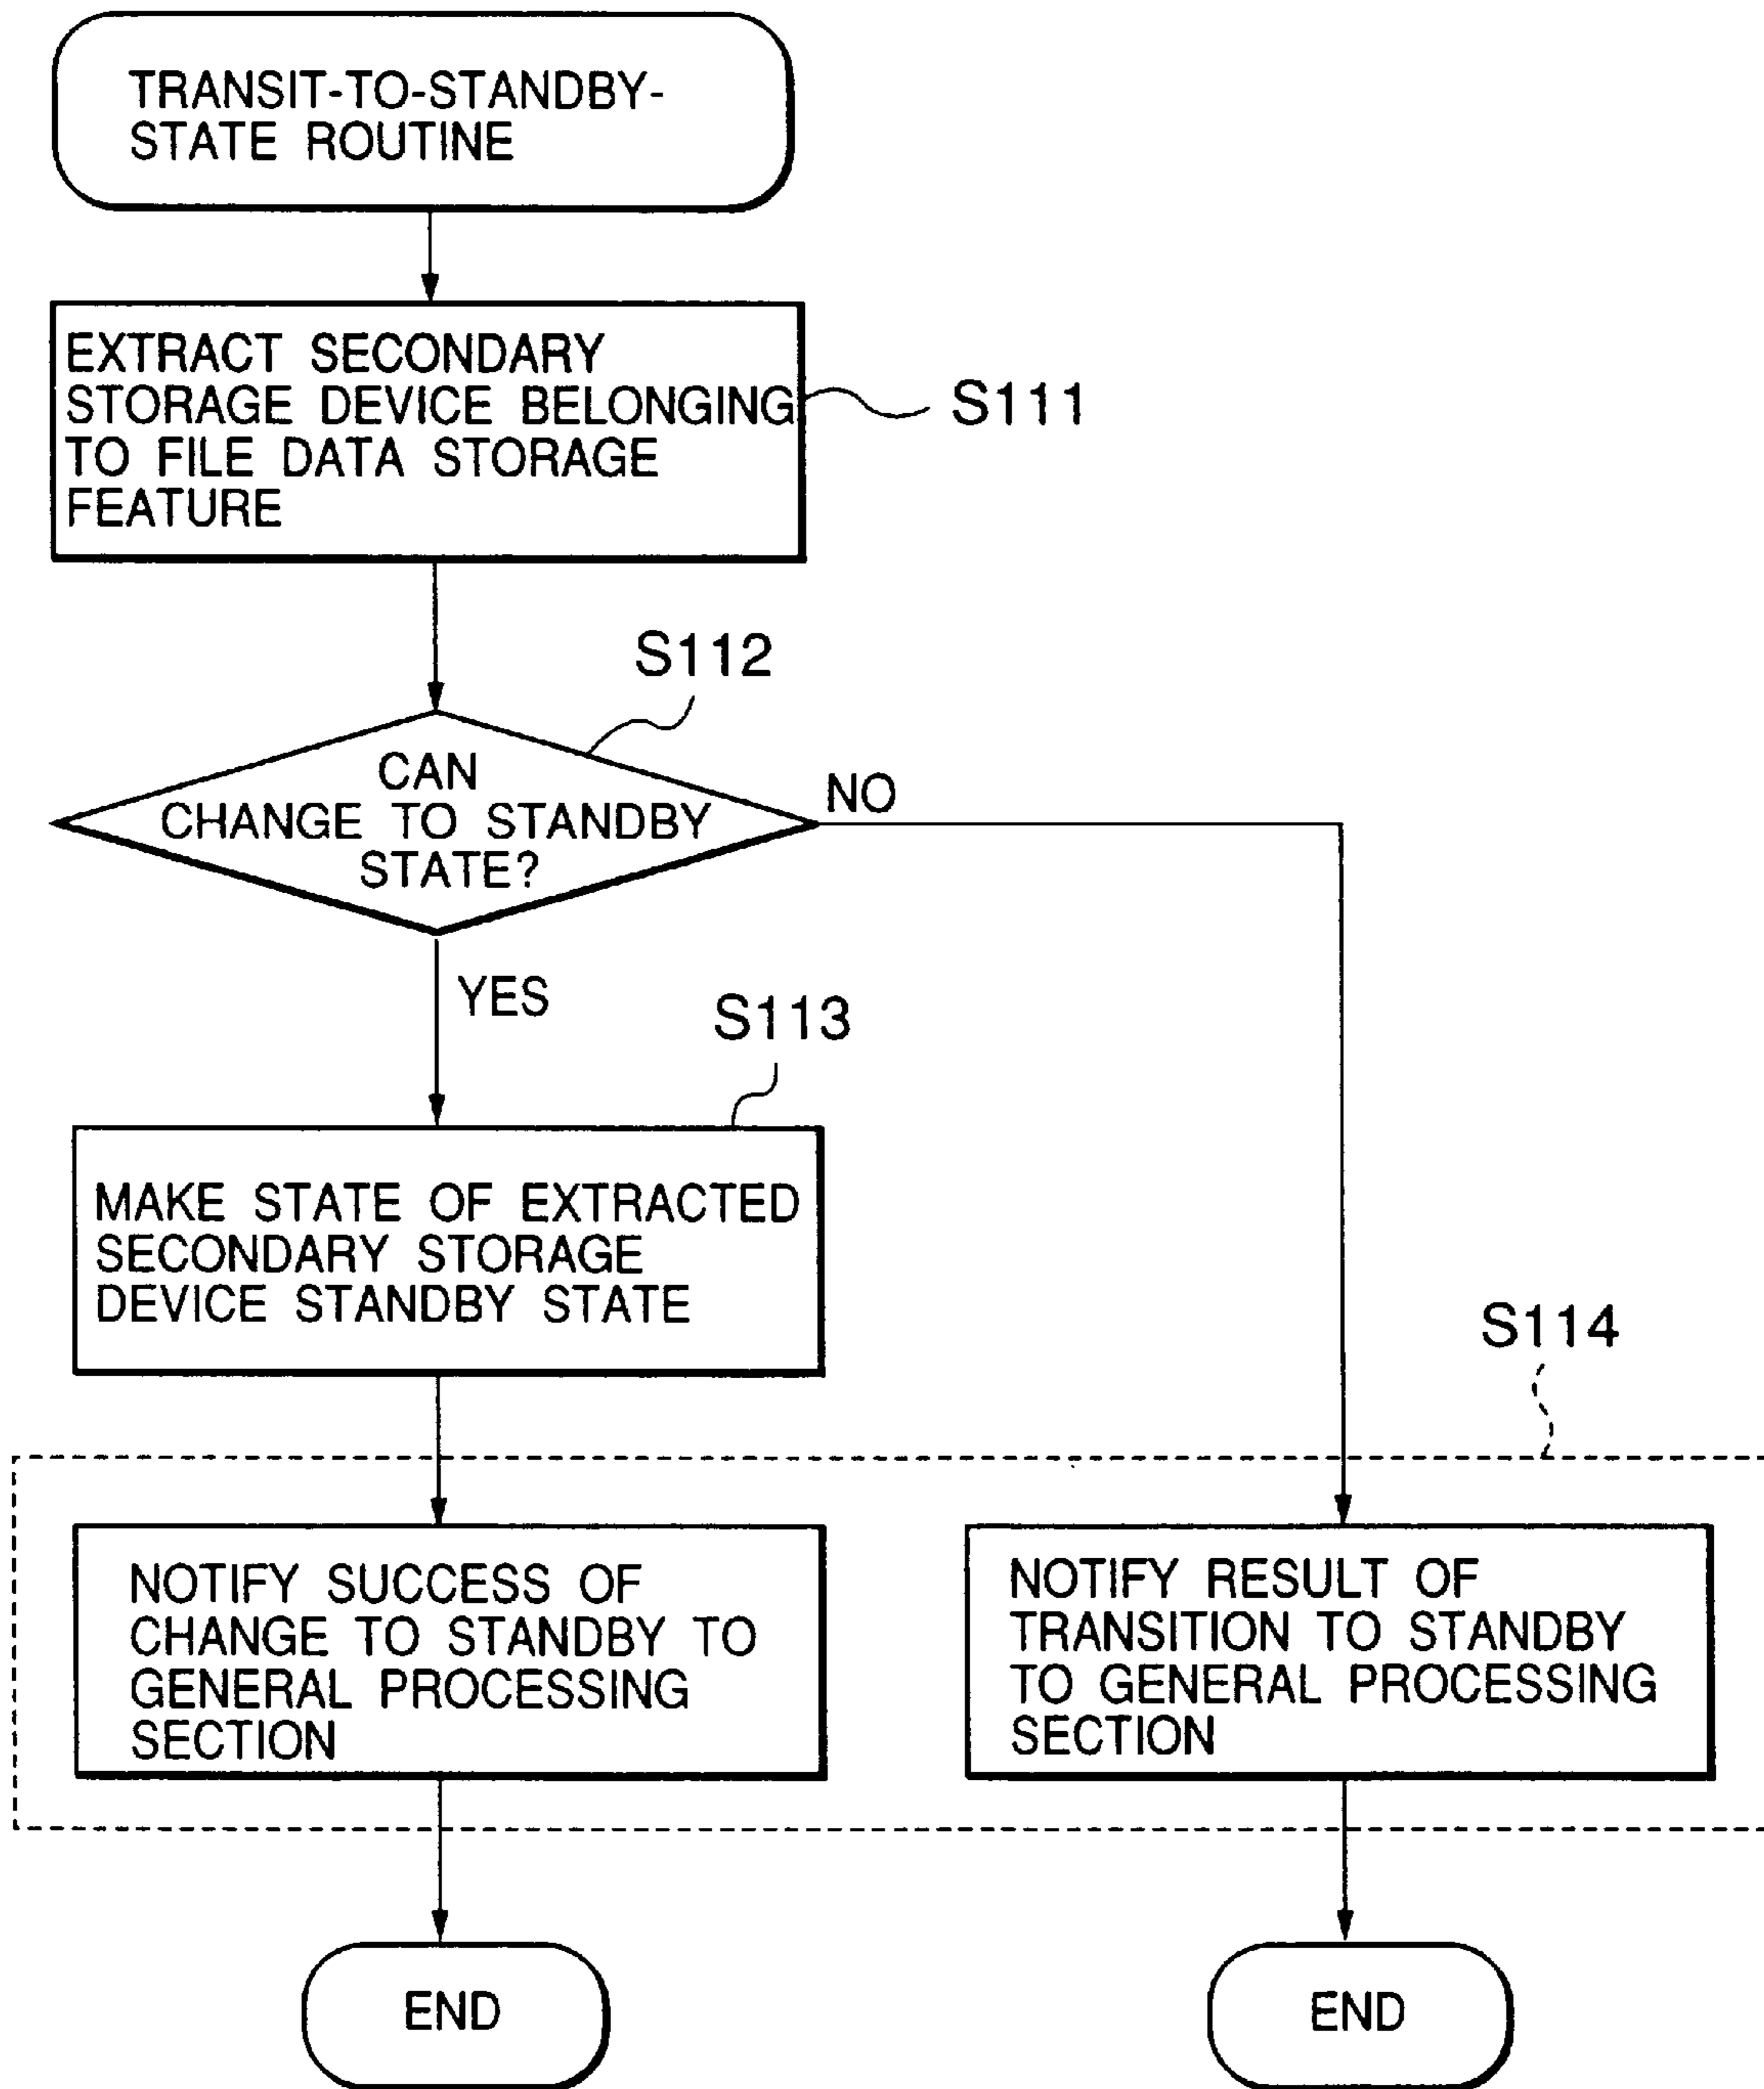 TRANSIT-TO-STANDBY-
STATE ROUTINE
EXTRACT SECONDARY
STORAGE DEVICE BELONGING
TO FILE DATA STORAGE
FEATURE
S111
S112
CAN
CHANGE TO STANDBY
STATE?
NO
YES
S113
MAKE STATE OF EXTRACTED
SECONDARY STORAGE
DEVICE STANDBY STATE
S114
NOTIFY SUCCESS OF
CHANGE TO STANDBY TO
GENERAL PROCESSING
SECTION
NOTIFY RESULT OF
TRANSITION TO STANDBY
TO GENERAL PROCESSING
SECTION
END
END